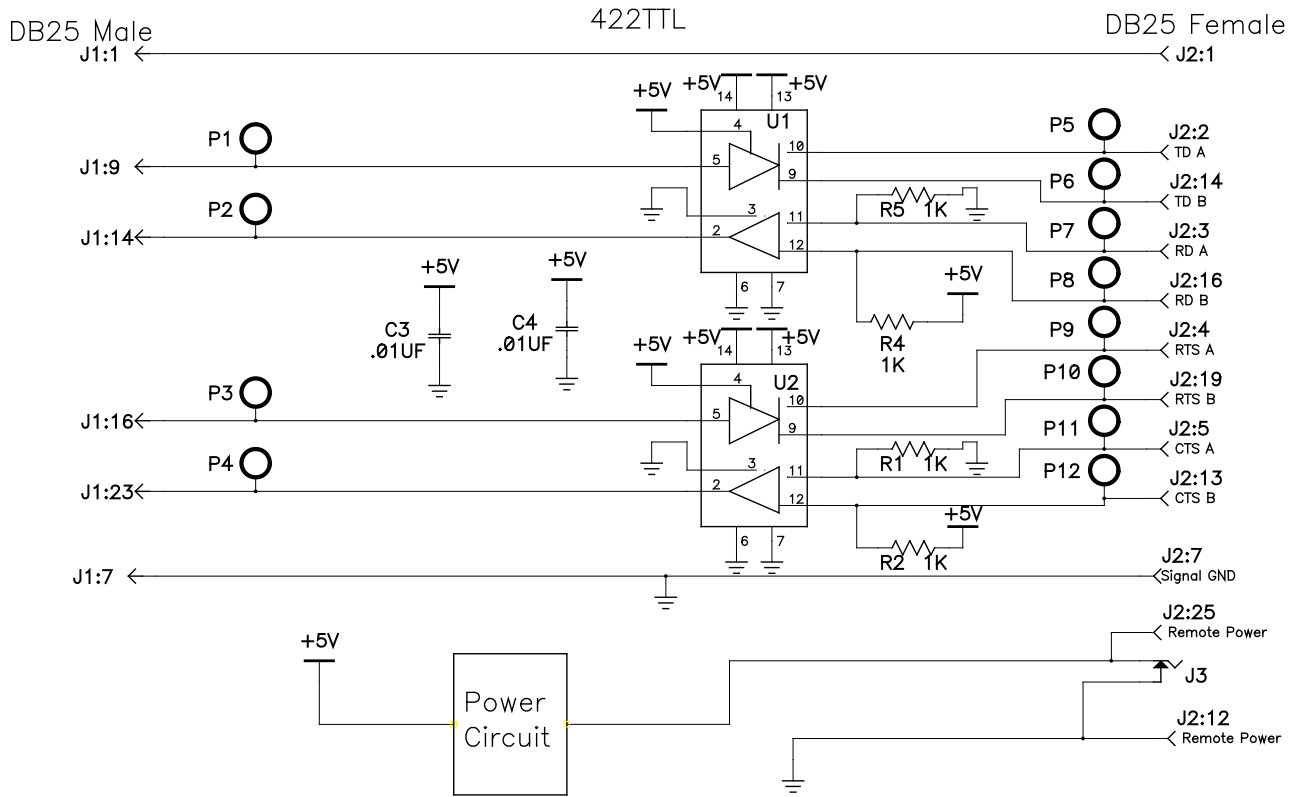 422TTL
DB25 Male
DB25 Female
J1:1
J2:1
+5V
+5V
+5V
14
13
U1
P1
4
P5
J2:2
5
10
TD A
J1:9
9
P6
J2:14
P2
R5
1K
TD B
3
11
P7
J2:3
J1:14
2
12
RD A
+5V
+5V
+5V
P8
J2:16
6
7
RD B
C3
.01UF
C4
.01UF
R4
1K
P9
J2:4
+5V
+5V
+5V
14
13
RTS A
U2
P10
J2:19
P3
4
10
RTS B
J1:16
5
9
P11
J2:5
P4
R1
1K
CTS A
3
11
P12
J2:13
J1:23
2
12
CTS B
+5V
6
7
R2
1K
J2:7
J1:7
Signal GND
J2:25
Remote Power
+5V
J3
Power
Circuit
J2:12
Remote Power